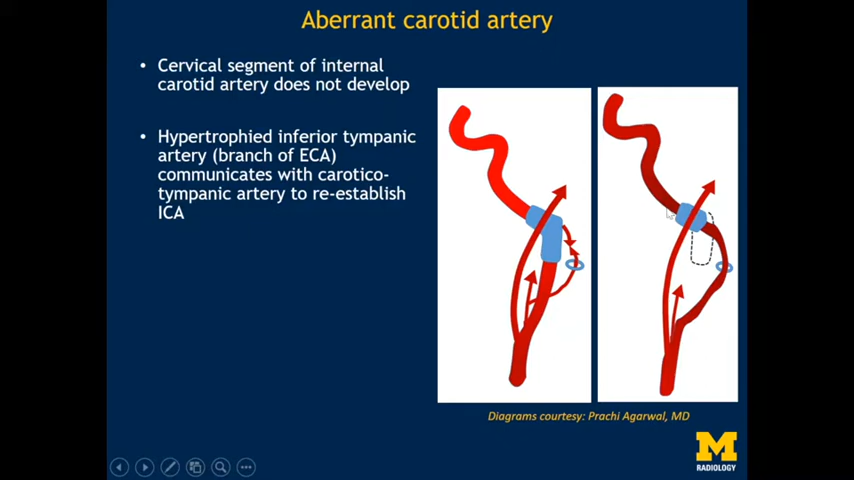 Aberrant carotid artery
• Cervical segment of internal
carotid artery does not develop
• Hypertrophied inferior tympanic
artery (branch of ECA)
communicates with carotico-
tympanic artery to re-establish
ICA
Diagrams courtesy: Prachi Agarwal, MD
M
RADIOLOGY